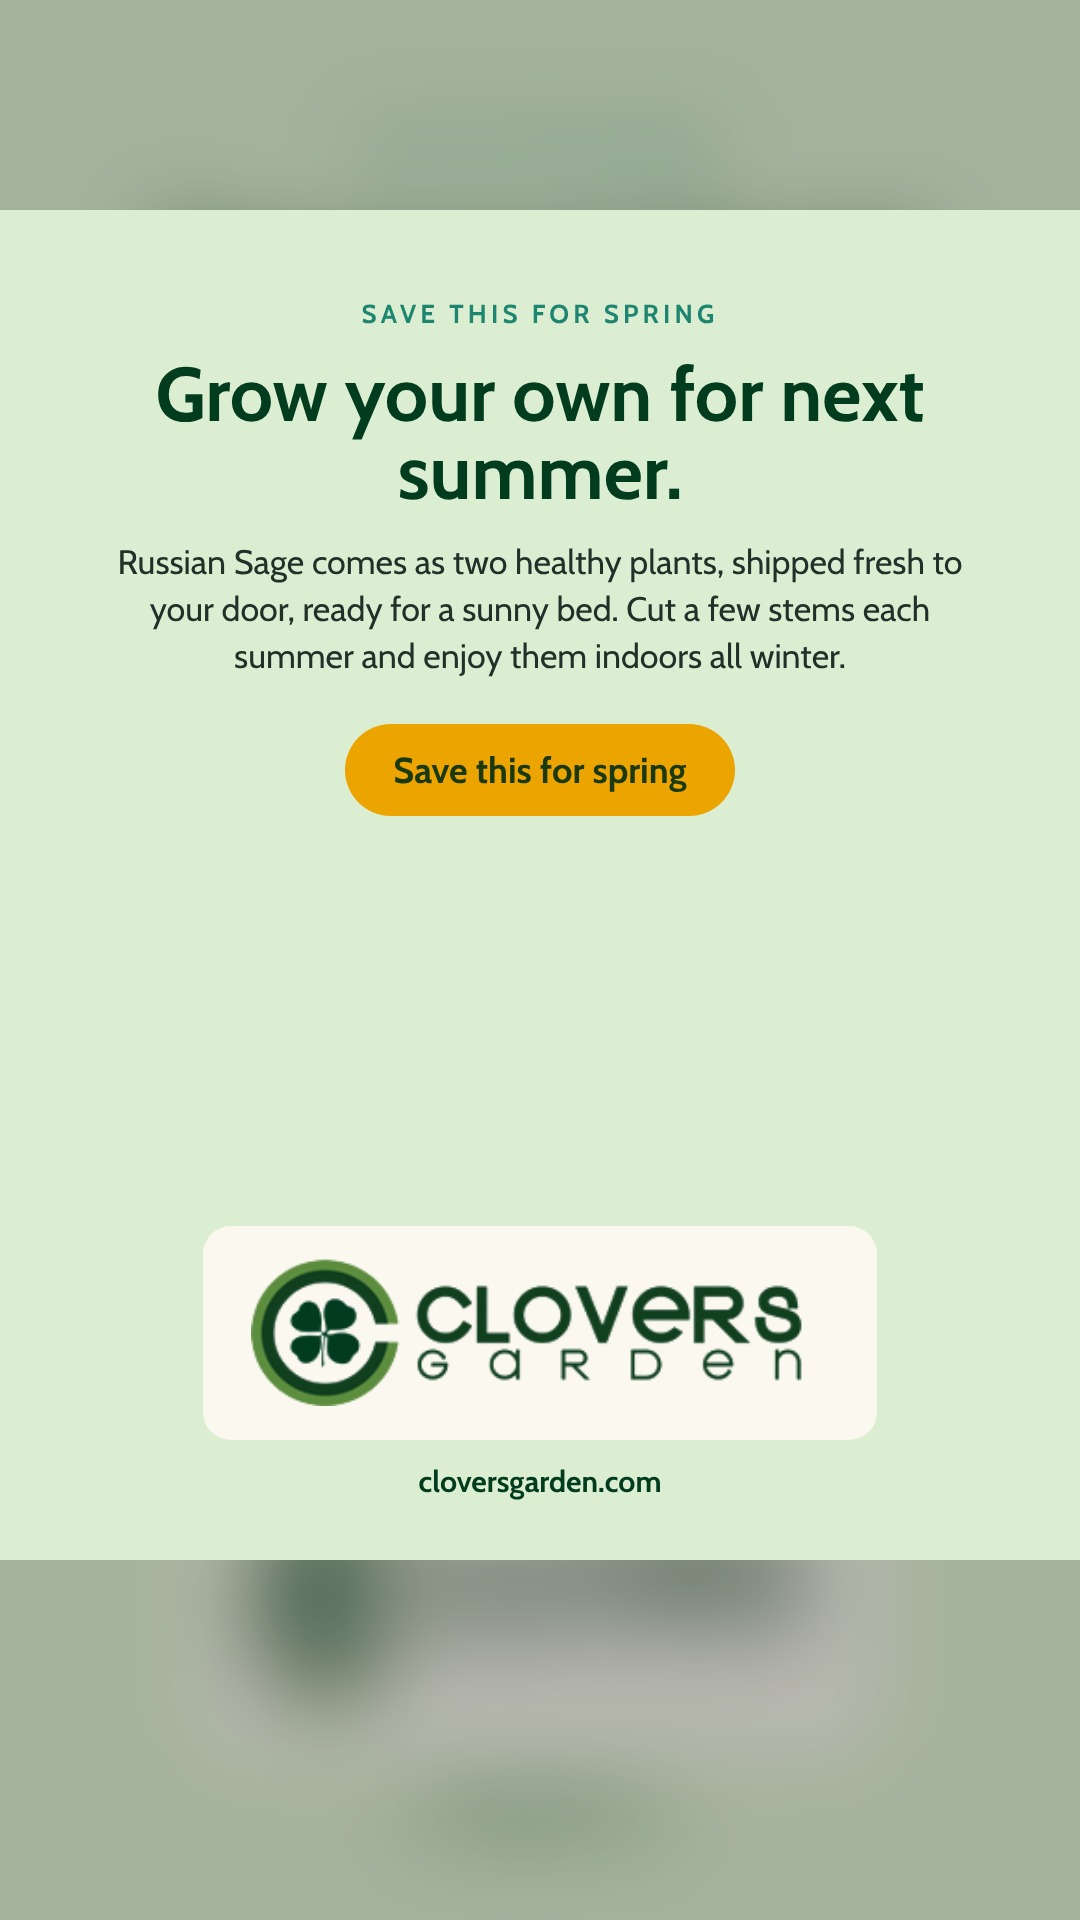 SAVE THIS FOR SPRING
Grow your own for next
summer.
Russian Sage comes as two healthy plants, shipped fresh to
your door, ready for a sunny bed. Cut a few stems each
summer and enjoy them indoors all winter.
Save this for spring
CLOVeRS
GaRDen
cloversgarden.com